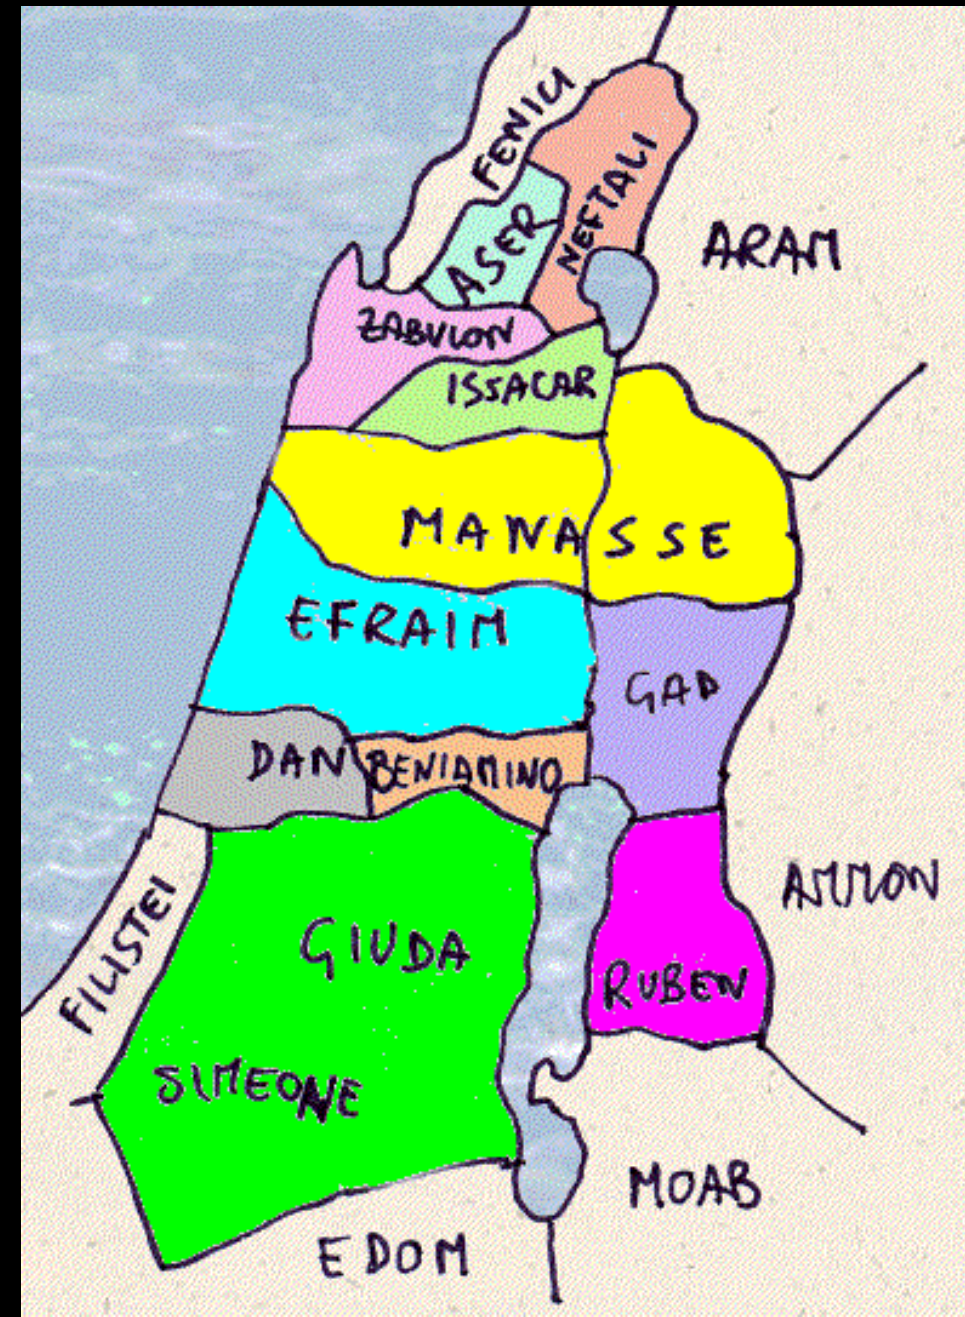 FENICI
NEFTALI
ASER
ARAM
ZABULON
ISSACAR
MANASSE
EFRAIM
GAD
DAN
BENIAMINO
AMMON
FILISTEI
GIUDA
RUBEN
SIMEONE
MOAB
EDOM